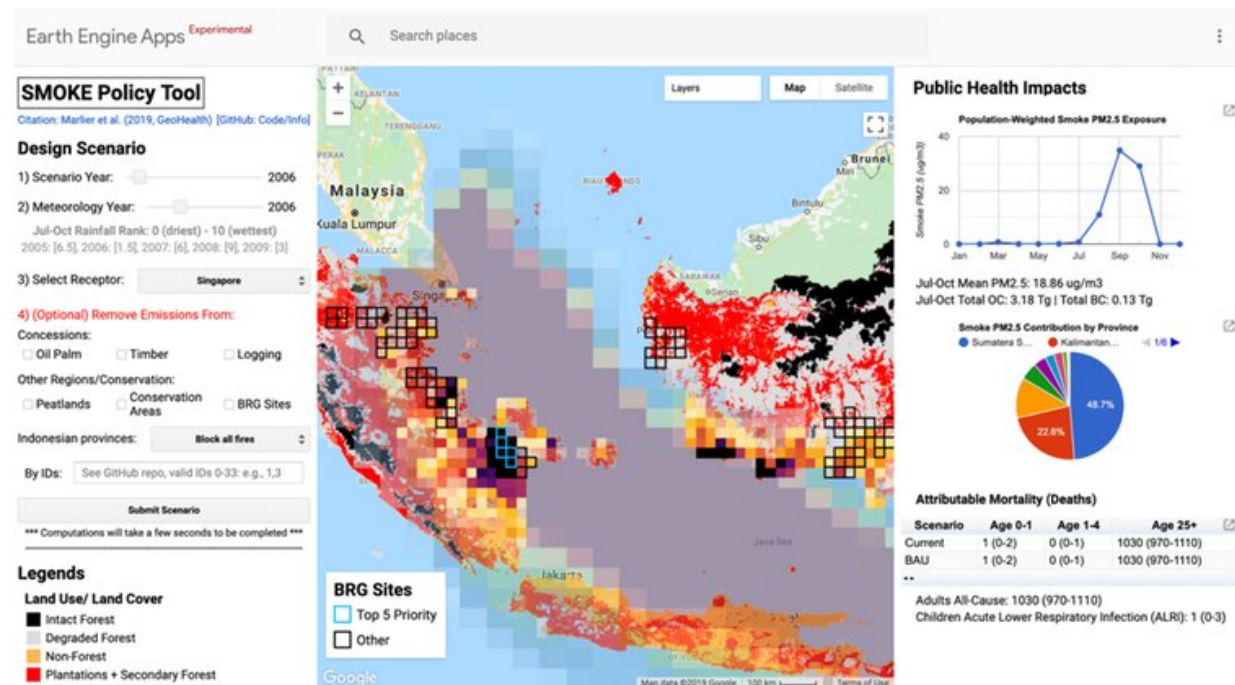 Earth Engine Apps Experimental
Search places
SMOKE Policy Tool
Citation: Marlier et al. (2019, GeoHealth) [GitHub: Code/Info]
Design Scenario
1) Scenario Year: 2006
2) Meteorology Year: 2006
Jul-Oct Rainfall Rank: 0 (driest) - 10 (wettest)
2005: [6.5], 2006: [1.5], 2007: [6], 2008: [9], 2009: [3]
3) Select Receptor: Singapore
4) (Optional) Remove Emissions From:
Concessions:
Oil Palm Timber Logging
Other Regions/Conservation:
Peatlands Conservation Areas BRG Sites
Indonesian provinces: Block all fires
By IDs: See GitHub repo, valid IDs 0-33: e.g., 1,3
Submit Scenario
*** Computations will take a few seconds to be completed ***
Legends
Land Use/ Land Cover
Intact Forest
Degraded Forest
Non-Forest
Plantations + Secondary Forest
+
−
Layers
Map Satellite
KELANTAN
TERENGGANU
PERAK
Malaysia
Kuala Lumpur
MALACCA
Brunei
Miri
Bintulu
Sibu
SARAWAK
Serian
Java Sea
Jakarta
BRG Sites
Top 5 Priority
Other
Google
Map data ©2019 Google 100 km Terms of Use
Public Health Impacts
Population-Weighted Smoke PM2.5 Exposure
Smoke PM2.5 (ug/m3)
40
20
0
Jan Mar May Jul Sep Nov
Jul-Oct Mean PM2.5: 18.86 ug/m3
Jul-Oct Total OC: 3.18 Tg | Total BC: 0.13 Tg
Smoke PM2.5 Contribution by Province
Sumatera S... Kalimantan... 1/6
48.7%
22.6%
Attributable Mortality (Deaths)
Scenario Age 0-1 Age 1-4 Age 25+
Current 1 (0-2) 0 (0-1) 1030 (970-1110)
BAU 1 (0-2) 0 (0-1) 1030 (970-1110)
Adults All-Cause: 1030 (970-1110)
Children Acute Lower Respiratory Infection (ALRI): 1 (0-3)